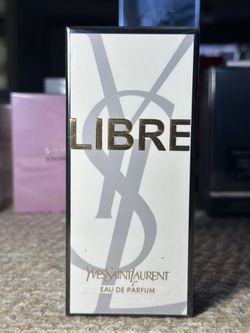 LIBRE
YVESSAINTLAURENT
EAU DE PARFUM